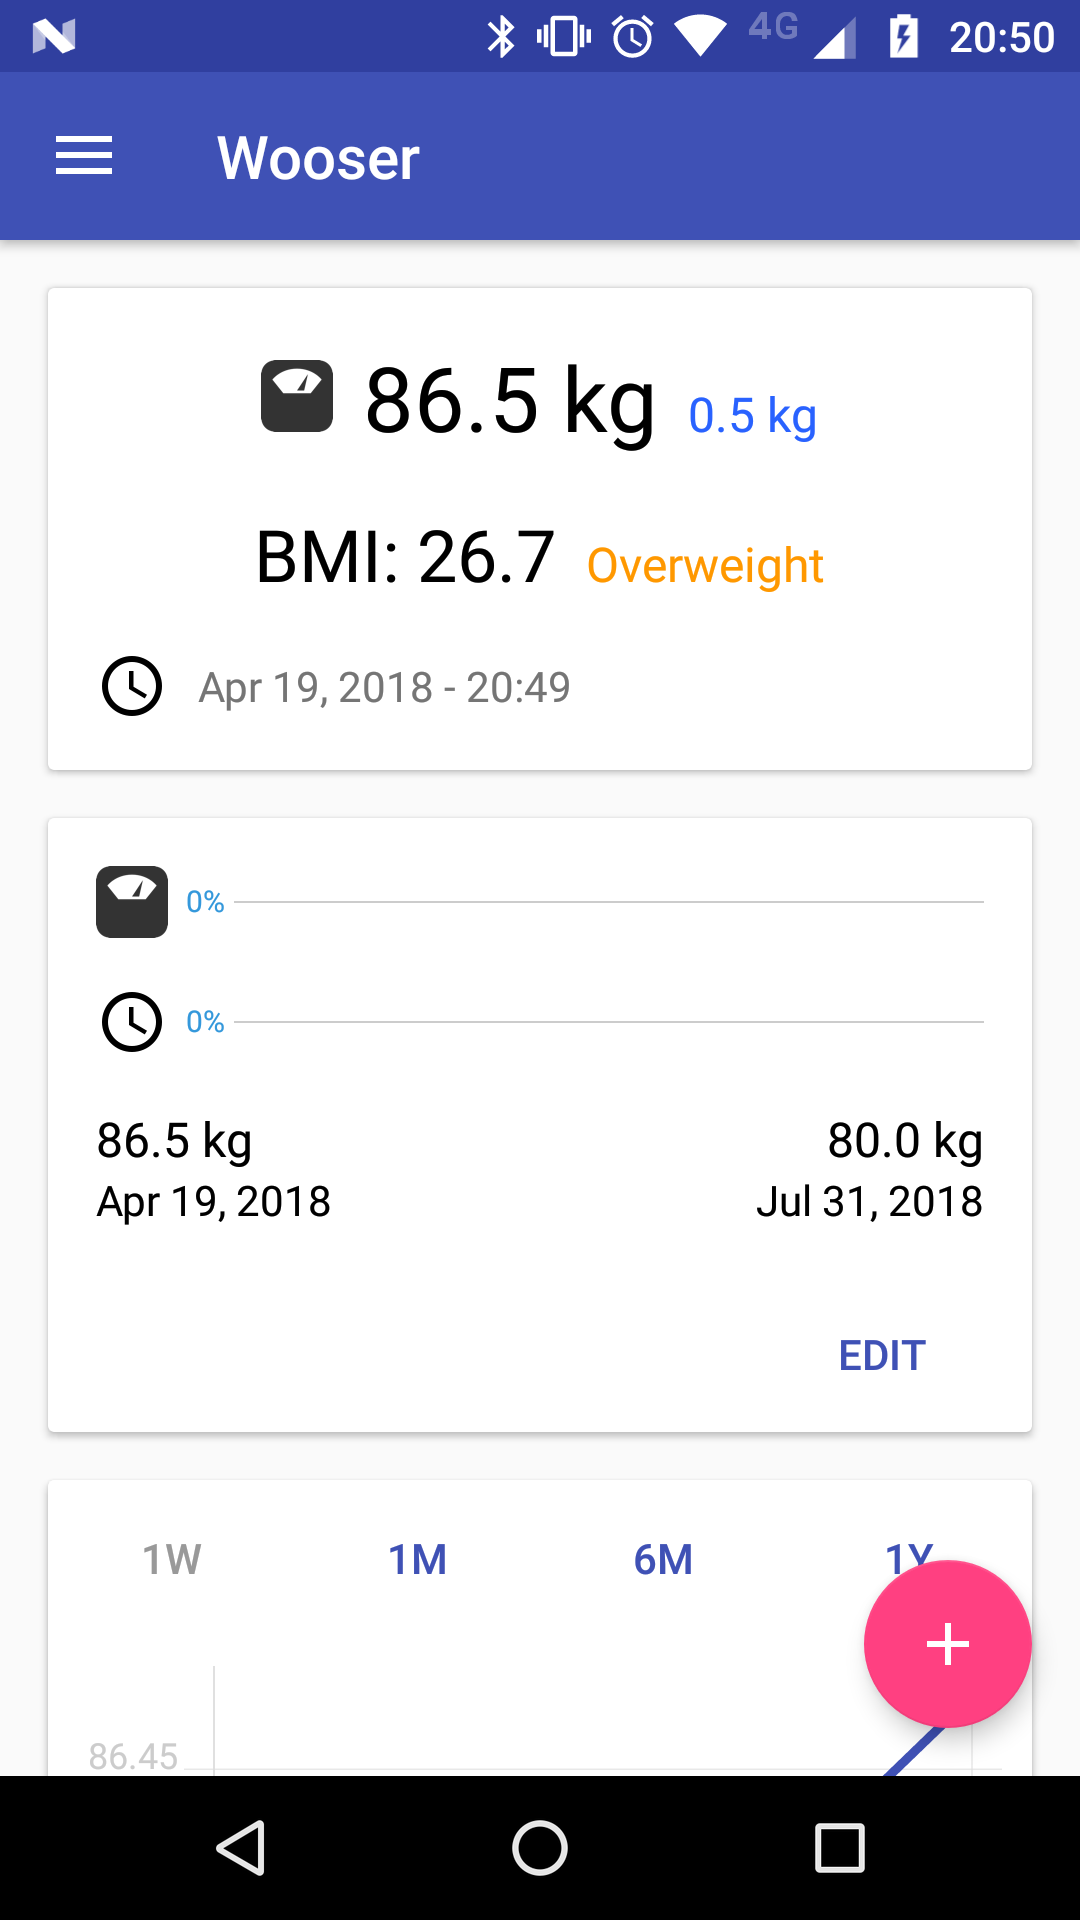 4G 20:50
Wooser
86.5 kg 0.5 kg
BMI: 26.7 Overweight
Apr 19, 2018 - 20:49
0%
0%
86.5 kg 80.0 kg
Apr 19, 2018 Jul 31, 2018
EDIT
1W 1M 6M 1Y
86.45